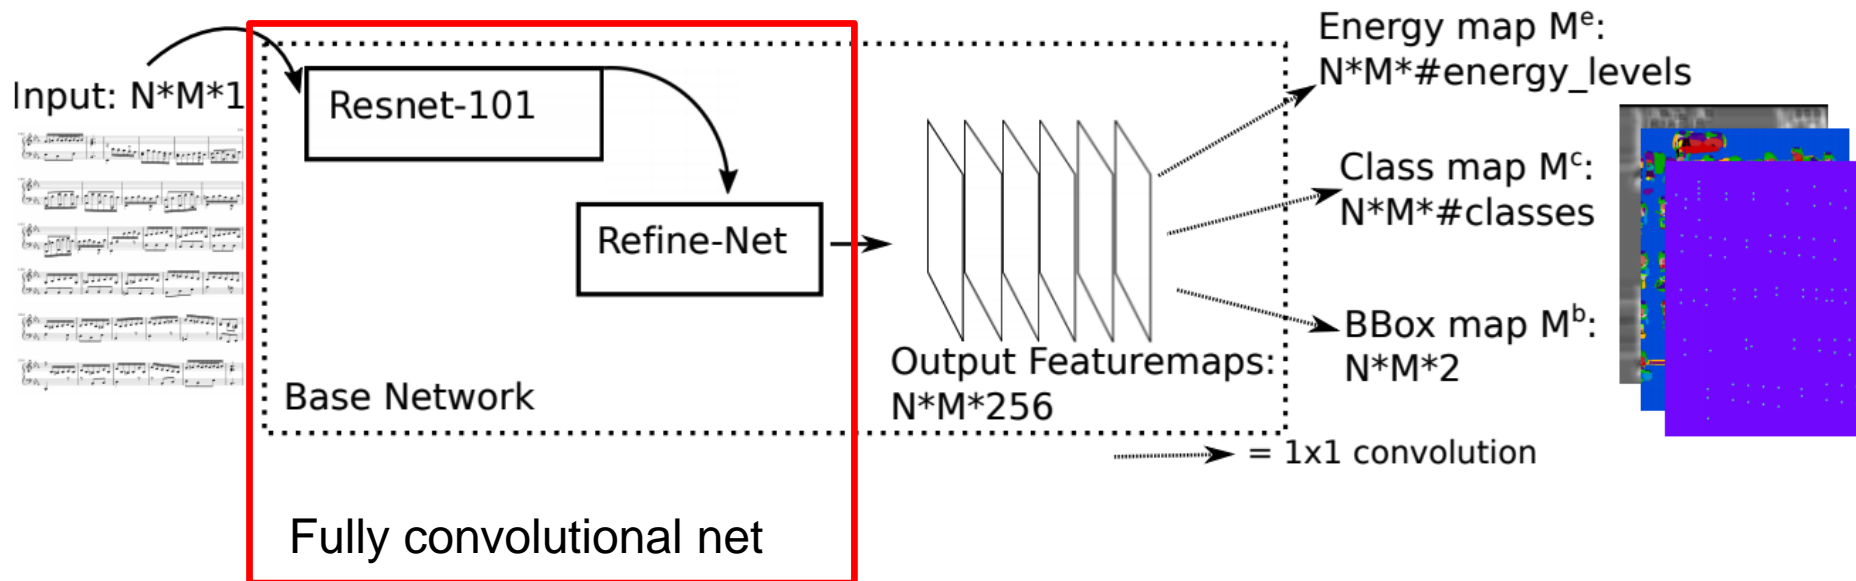 Input: N*M*1
Resnet-101
Refine-Net
Base Network
Fully convolutional net
Output Featuremaps:
N*M*256
Energy map Mᵉ:
N*M*#energy_levels
Class map Mᶜ:
N*M*#classes
BBox map Mᵇ:
N*M*2
= 1x1 convolution